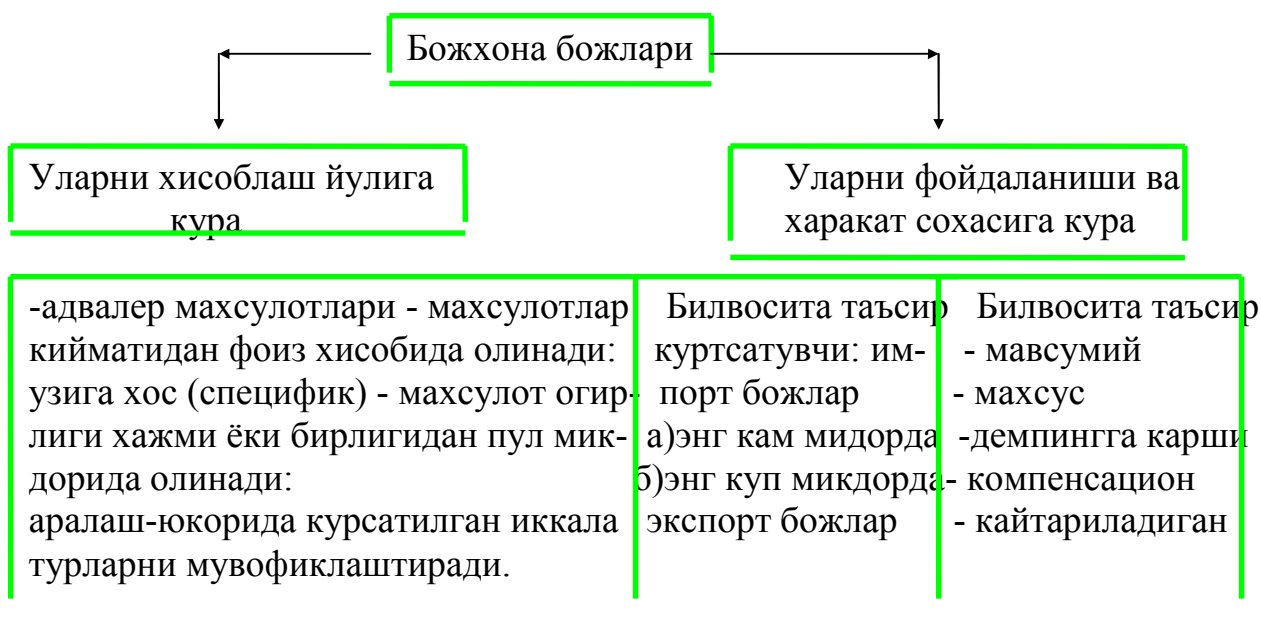 Божхона божлари
Уларни хисоблаш йулига
кура
Уларни фойдаланиши ва
харакат сохасига кура
-адвалер махсулотлари - махсулотлар
кийматидан фоиз хисобида олинади:
узига хос (специфик) - махсулот огир-
лиги хажми ёки бирлигидан пул мик-
дорида олинади:
аралаш-юкорида курсатилган иккала
турларни мувофиклаштиради.
Билвосита таъсир
куртсатувчи: им-
порт божлар
а)энг кам мидорда
б)энг куп микдорда
экспорт божлар
Билвосита таъсир
- мавсумий
- махсус
-демпингга карши
- компенсацион
- кайтариладиган